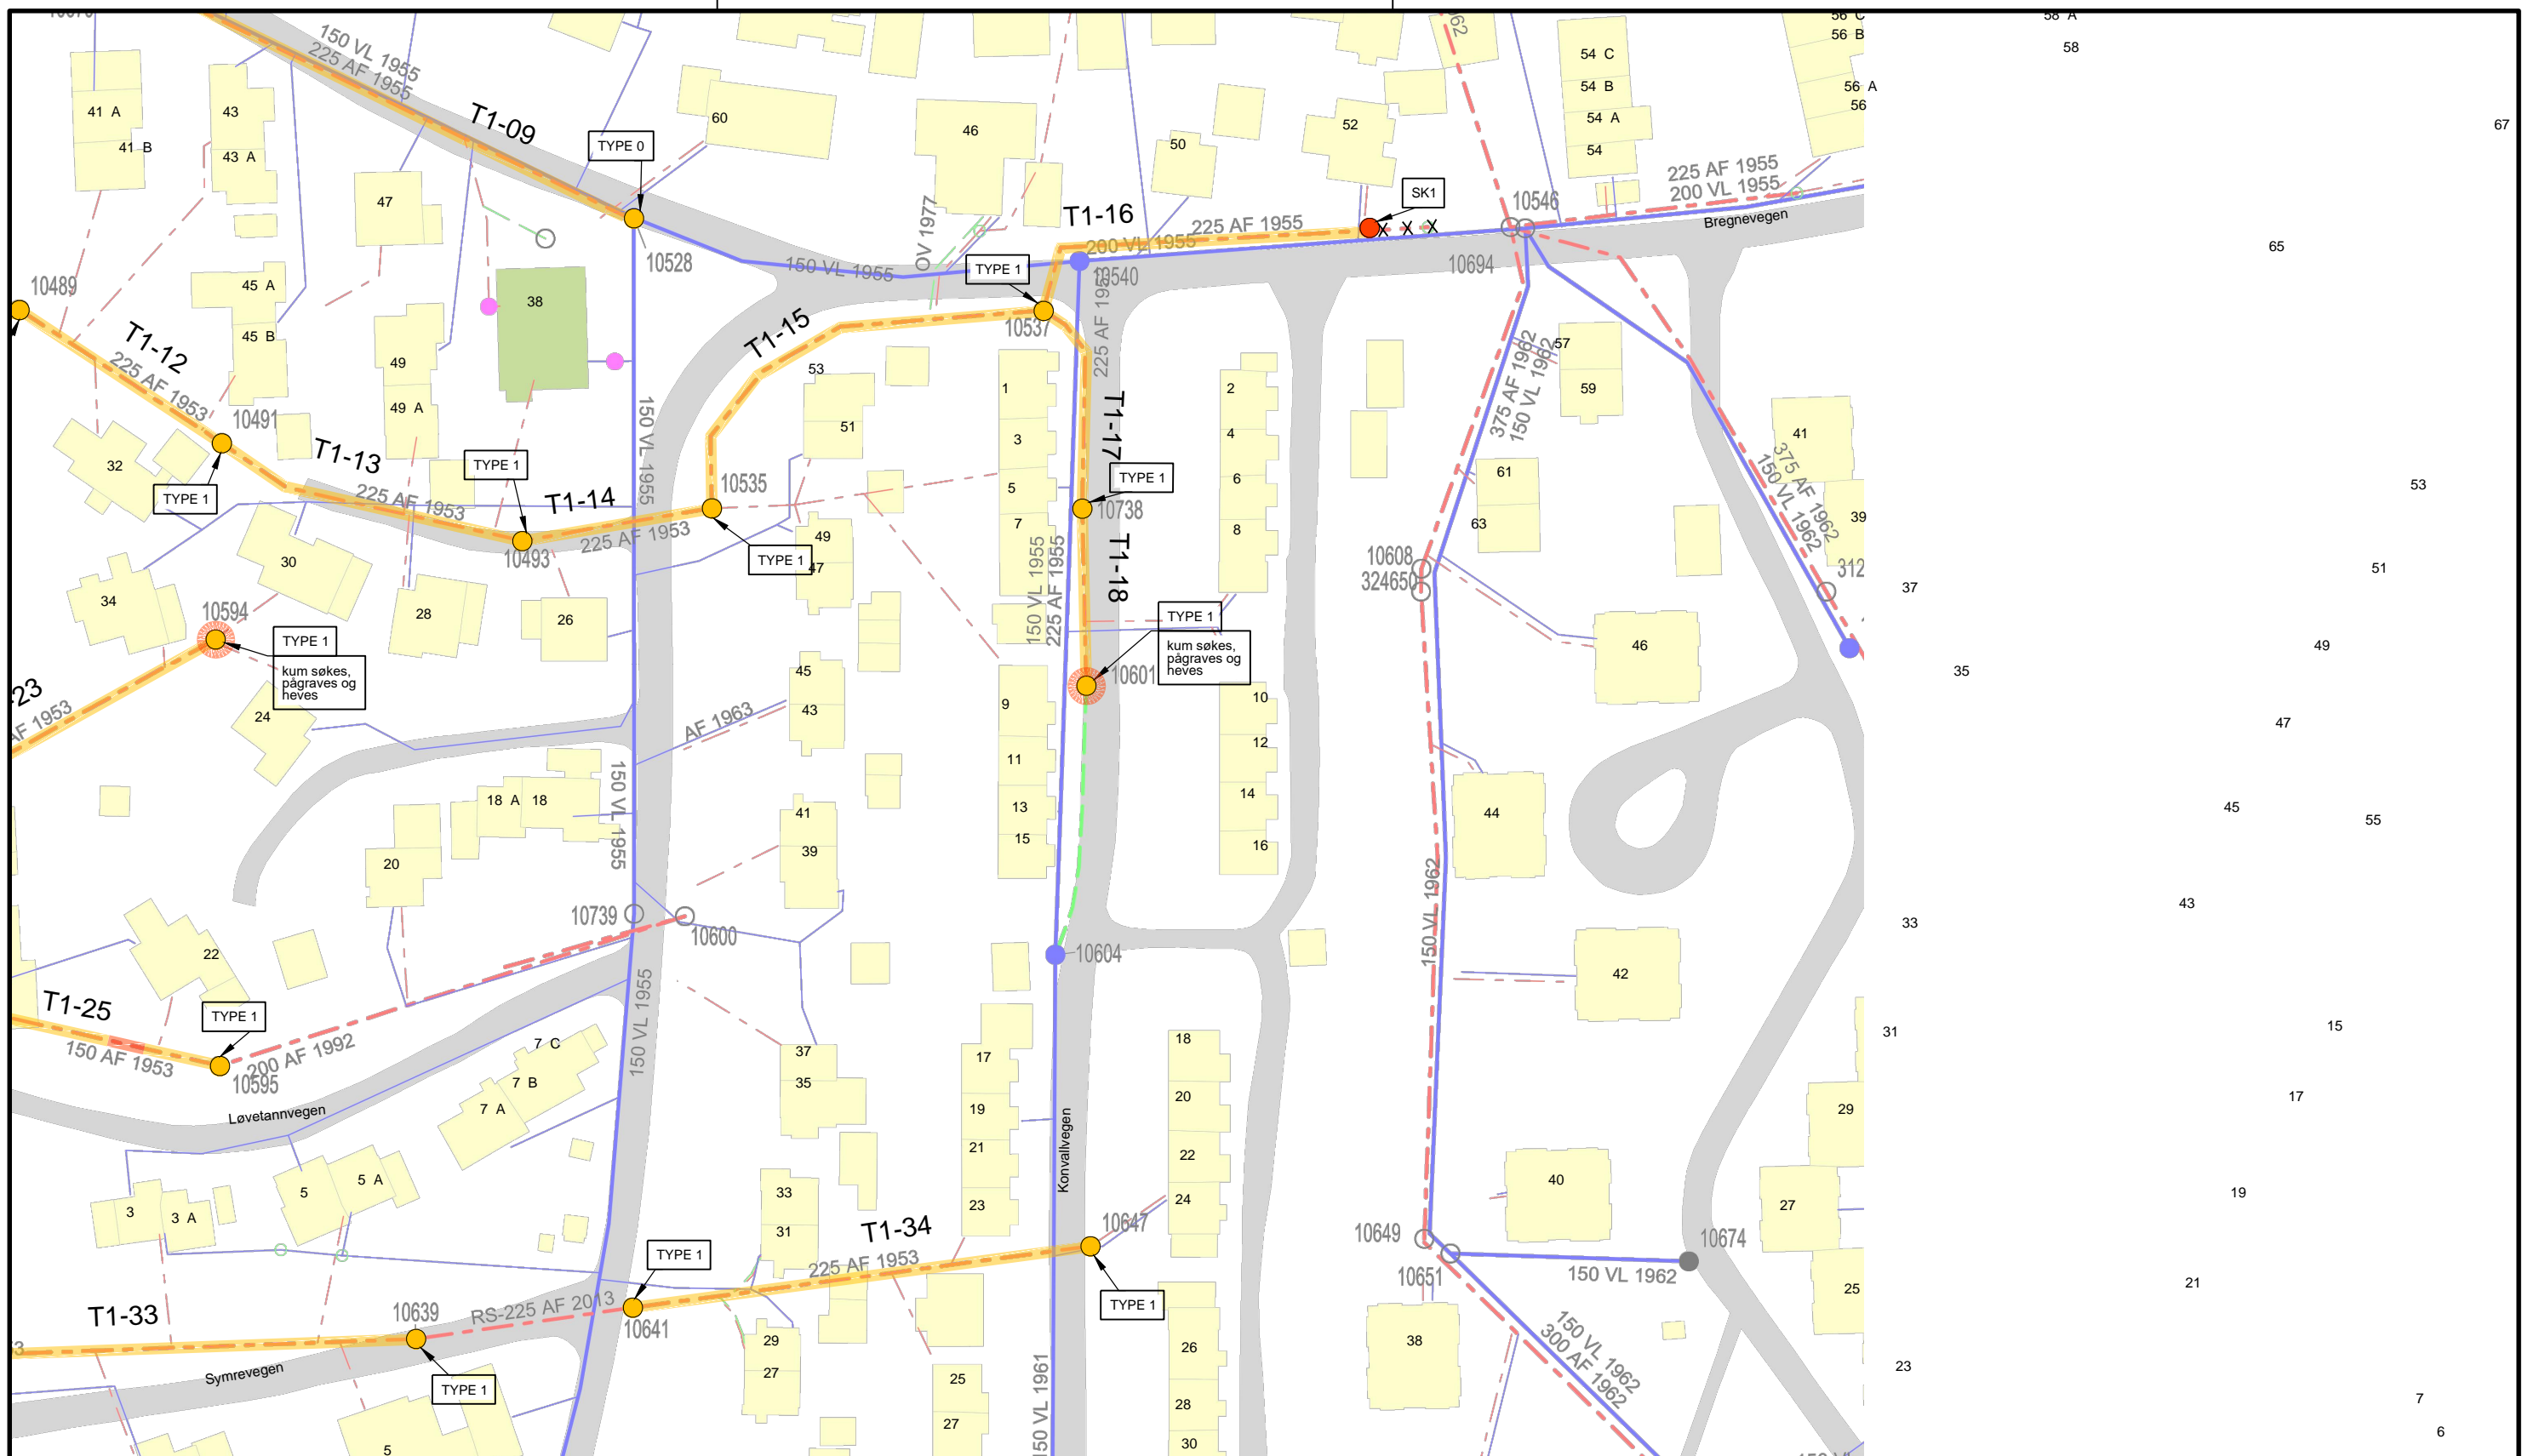 56 C
58 A
56 B
58
150 VL 1955
225 AF 1955
54 C
54 B
56 A
56
41 A
43
T1-09
60
46
52
54 A
67
TYPE 0
50
41 B
43 A
54
225 AF 1955
200 VL 1955
47
SK1
10546
Bregnevegen
T1-16
225 AF 1955
200 VL 1955
OV 1977
65
10528
150 VL 1955
TYPE 1
10540
10694
10489
45 A
38
10537
T1-12
45 B
T1-15
225 AF 1953
225 AF 1953
49
53
1
2
375 AF 1962
150 VL 1962
57
59
10491
49 A
150 VL 1955
51
3
T1-17
4
41
375 AF 1962
150 VL 1962
32
T1-13
TYPE 1
TYPE 1
TYPE 1
61
225 AF 1953
T1-14
10535
5
6
53
10738
7
8
63
39
10493
225 AF 1953
TYPE 1
49
47
150 VL 1955
225 AF 1955
T1-18
10608
324650
312
51
30
34
10594
28
26
37
TYPE 1
kum søkes,
pågraves og
heves
TYPE 1
kum søkes,
pågraves og
heves
46
49
10601
35
-23
AF 1953
24
45
43
AF 1963
9
10
47
11
12
150 VL 1955
18 A
18
41
13
14
44
45
55
20
39
15
16
150 VL 1962
10739
10600
43
33
22
10604
42
T1-25
TYPE 1
150 VL 1955
150 AF 1953
200 AF 1992
10595
7 C
7 B
7 A
37
35
17
18
31
15
Løvetannvegen
19
20
29
17
Konvallvegen
21
22
5
5 A
3
3 A
33
31
23
24
40
27
19
T1-34
10647
10649
10674
TYPE 1
225 AF 1953
10651
150 VL 1962
25
21
T1-33
10639
RS-225 AF 2013
10641
TYPE 1
29
27
26
38
150 VL 1962
300 AF 1962
23
Symrevegen
TYPE 1
25
150 VL 1961
28
7
27
30
5
6